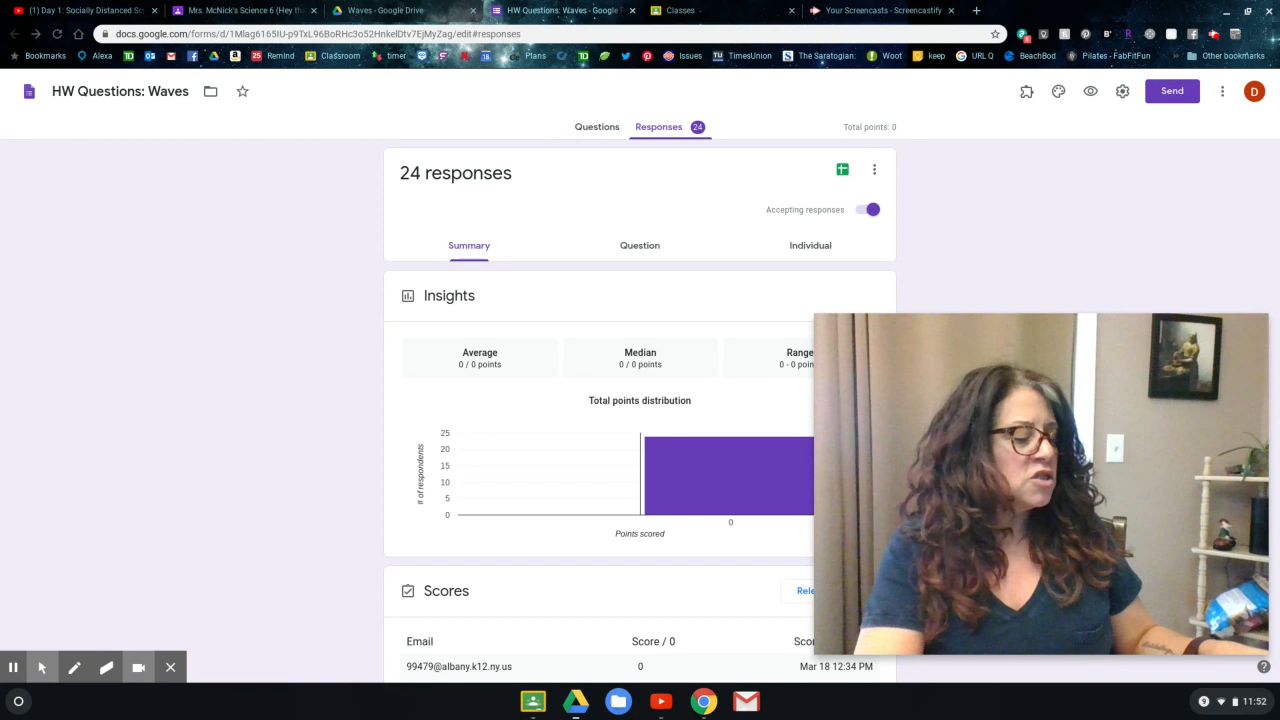 (1) Day 1: Socially Distanced Sc
Mrs. McNick's Science 6 (Hey th
Waves - Google Drive
HW Questions: Waves - Google F
Classes
Your Screencasts - Screencastify
docs.google.com/forms/d/1Mlag6165IU-p9TxL96BoRHc3o52HnkelDtv7EjMyZag/edit#responses
Bookmarks
Alexa
Remind
Classroom
timer
Plans
Issues
TimesUnion
The Saratogian:
Woot
keep
URL Q
BeachBod
Pilates - FabFitFun
Other bookmarks
HW Questions: Waves
Send
D
Questions
Responses 24
Total points: 0
24 responses
Accepting responses
Summary
Question
Individual
Insights
Average
0 / 0 points
Median
0 / 0 points
Range
0 - 0 poin
Total points distribution
# of respondents
25
20
15
10
5
0
0
Points scored
Scores
Rele
Email
Score / 0
Sco
99479@albany.k12.ny.us
0
Mar 18 12:34 PM
11:52